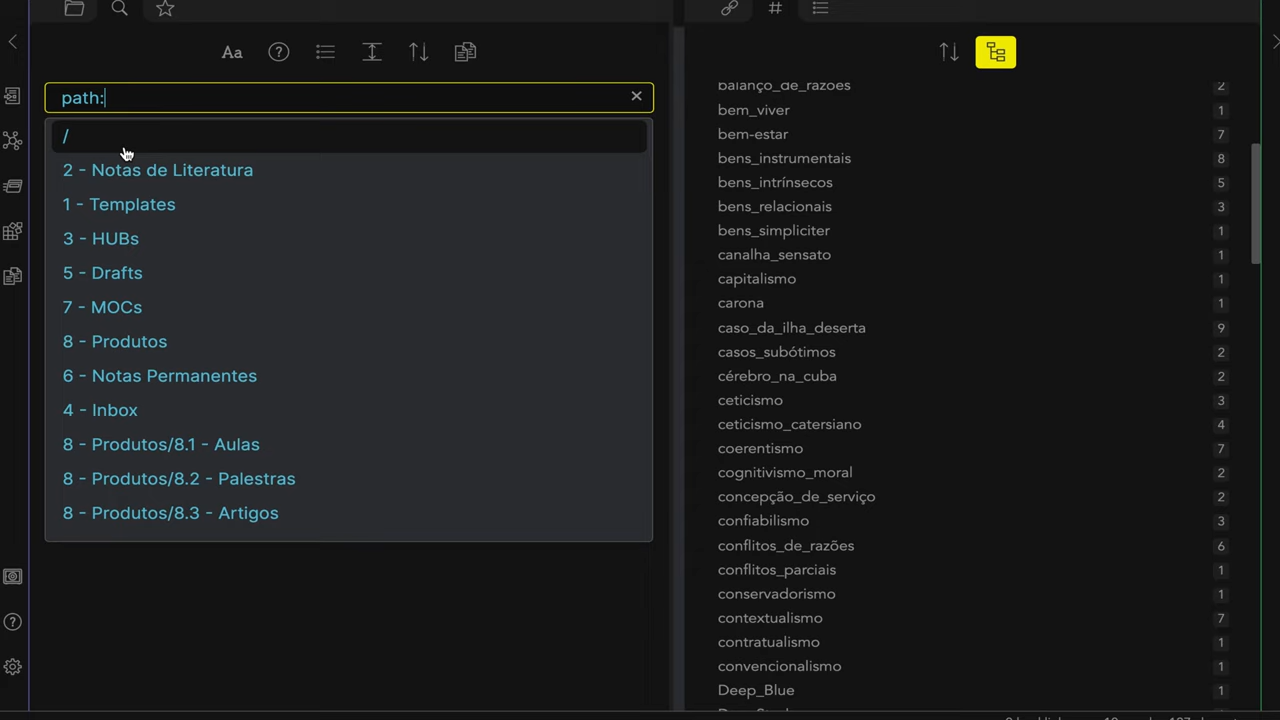 Aa
path:
/
2 - Notas de Literatura
1 - Templates
3 - HUBs
5 - Drafts
7 - MOCs
8 - Produtos
6 - Notas Permanentes
4 - Inbox
8 - Produtos/8.1 - Aulas
8 - Produtos/8.2 - Palestras
8 - Produtos/8.3 - Artigos
balanço_de_razões 2
bem_viver 1
bem-estar 7
bens_instrumentais 8
bens_intrínsecos 5
bens_relacionais 3
bens_simpliciter 1
canalha_sensato 1
capitalismo 1
carona 1
caso_da_ilha_deserta 9
casos_subótimos 2
cérebro_na_cuba 2
ceticismo 3
ceticismo_catersiano 4
coerentismo 7
cognitivismo_moral 2
concepção_de_serviço 2
confiabilismo 3
conflitos_de_razões 6
conflitos_parciais 1
conservadorismo 1
contextualismo 7
contratualismo 1
convencionalismo 1
Deep_Blue 1